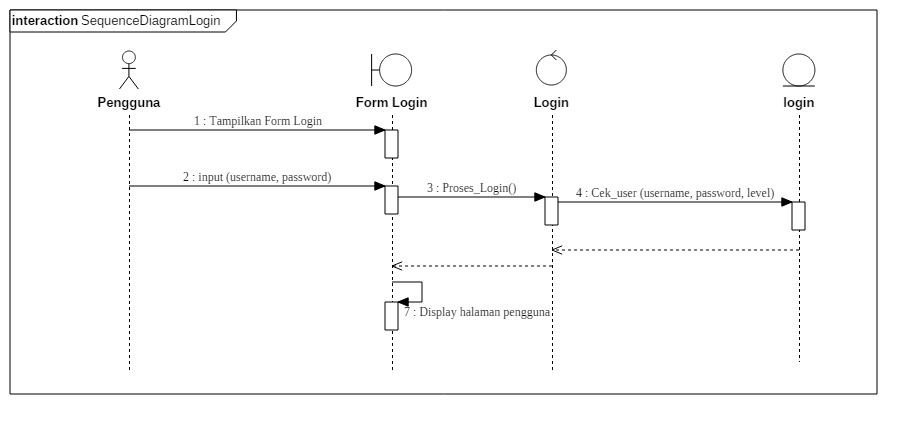 interaction SequenceDiagramLogin
Pengguna
Form Login
Login
login
1 : Tampilkan Form Login
2 : input (username, password)
3 : Proses_Login()
4 : Cek_user (username, password, level)
7 : Display halaman pengguna